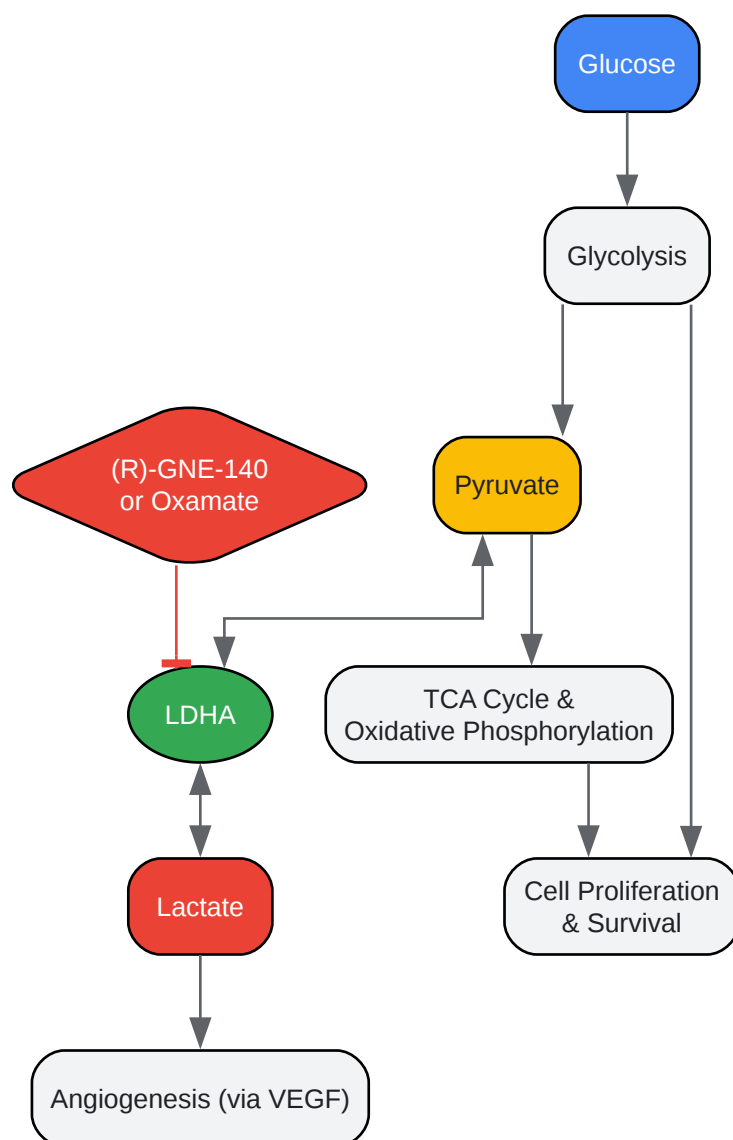 Glucose
Glycolysis
(R)-GNE-140
or Oxamate
Pyruvate
LDHA
TCA Cycle &
Oxidative Phosphorylation
Lactate
Cell Proliferation
& Survival
Angiogenesis (via VEGF)